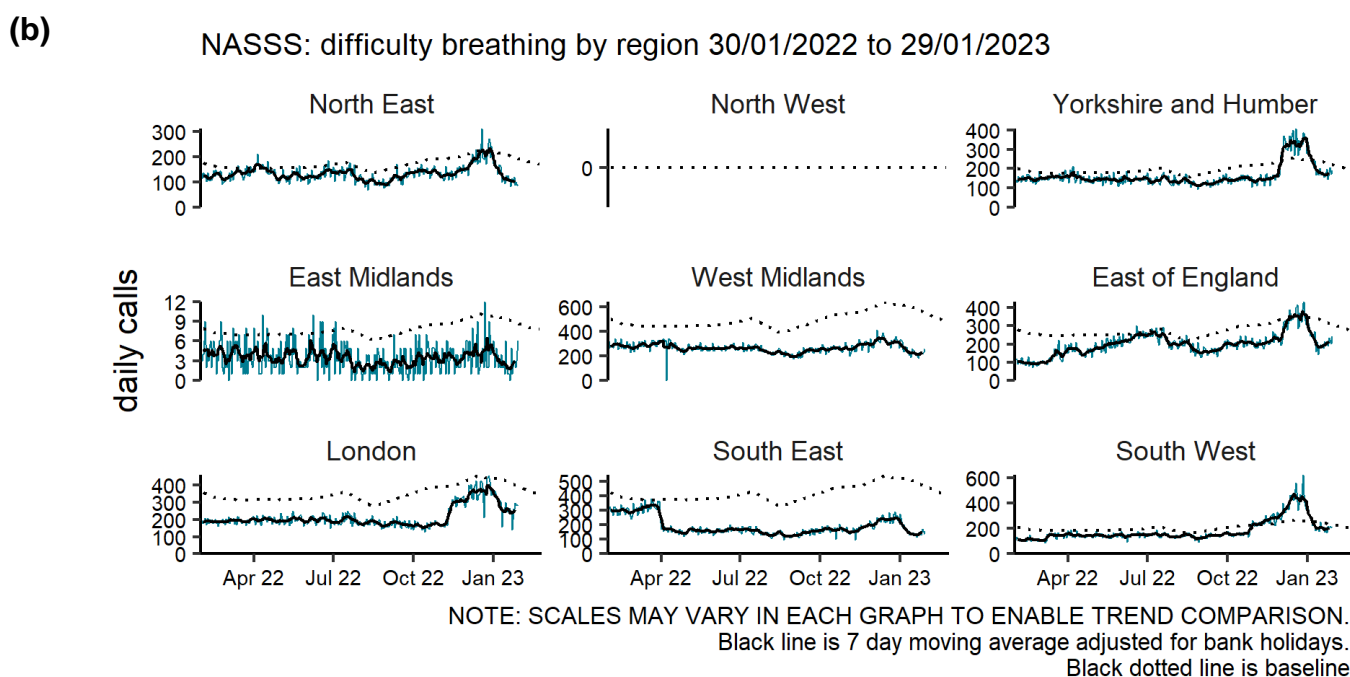 (b)
NASSS: difficulty breathing by region 30/01/2022 to 29/01/2023
North East
300
200
100
0
North West
0
Yorkshire and Humber
400
300
200
100
0
daily calls
East Midlands
12
9
6
3
0
West Midlands
600
400
200
0
East of England
400
300
200
100
0
London
400
300
200
100
0
Apr 22 Jul 22 Oct 22 Jan 23
South East
500
400
300
200
100
0
Apr 22 Jul 22 Oct 22 Jan 23
South West
600
400
200
0
Apr 22 Jul 22 Oct 22 Jan 23
NOTE: SCALES MAY VARY IN EACH GRAPH TO ENABLE TREND COMPARISON.
Black line is 7 day moving average adjusted for bank holidays.
Black dotted line is baseline